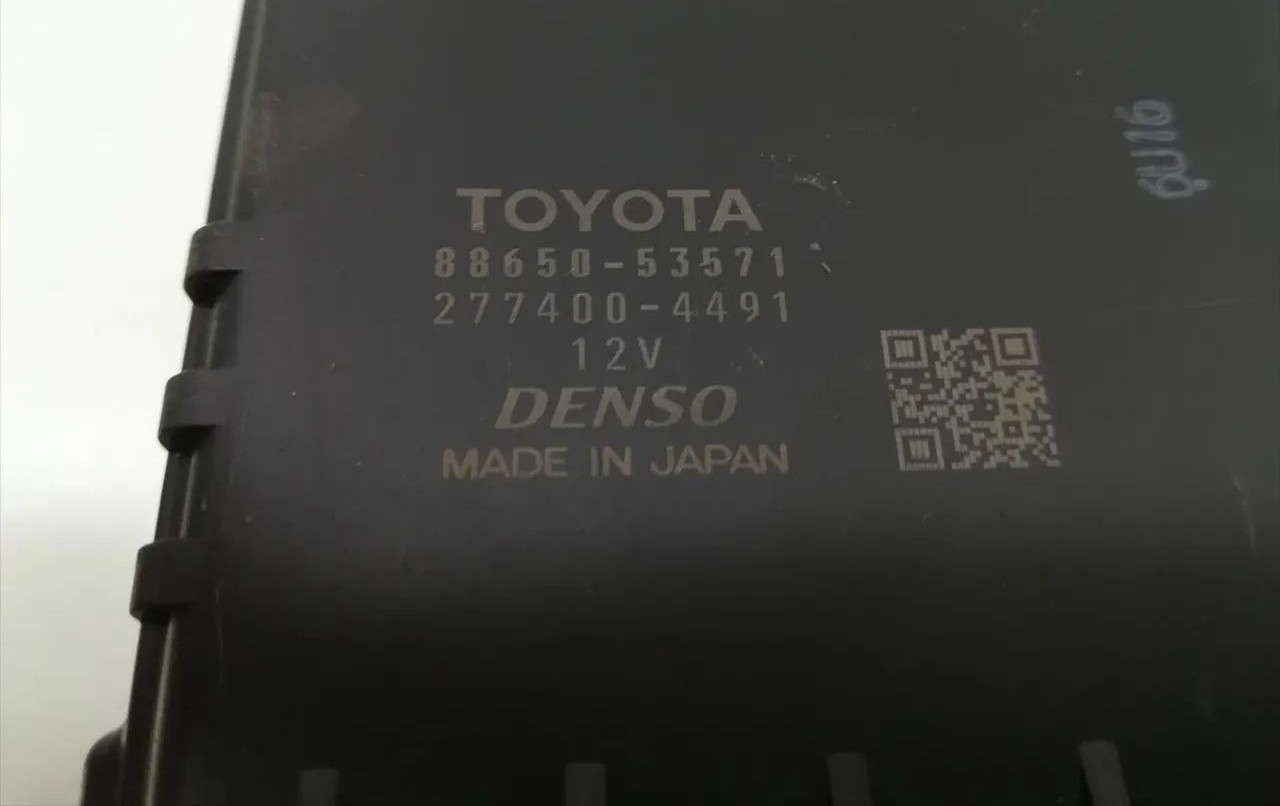 TOYOTA
88650-53571
277400-4491
12V
DENSO
MADE IN JAPAN